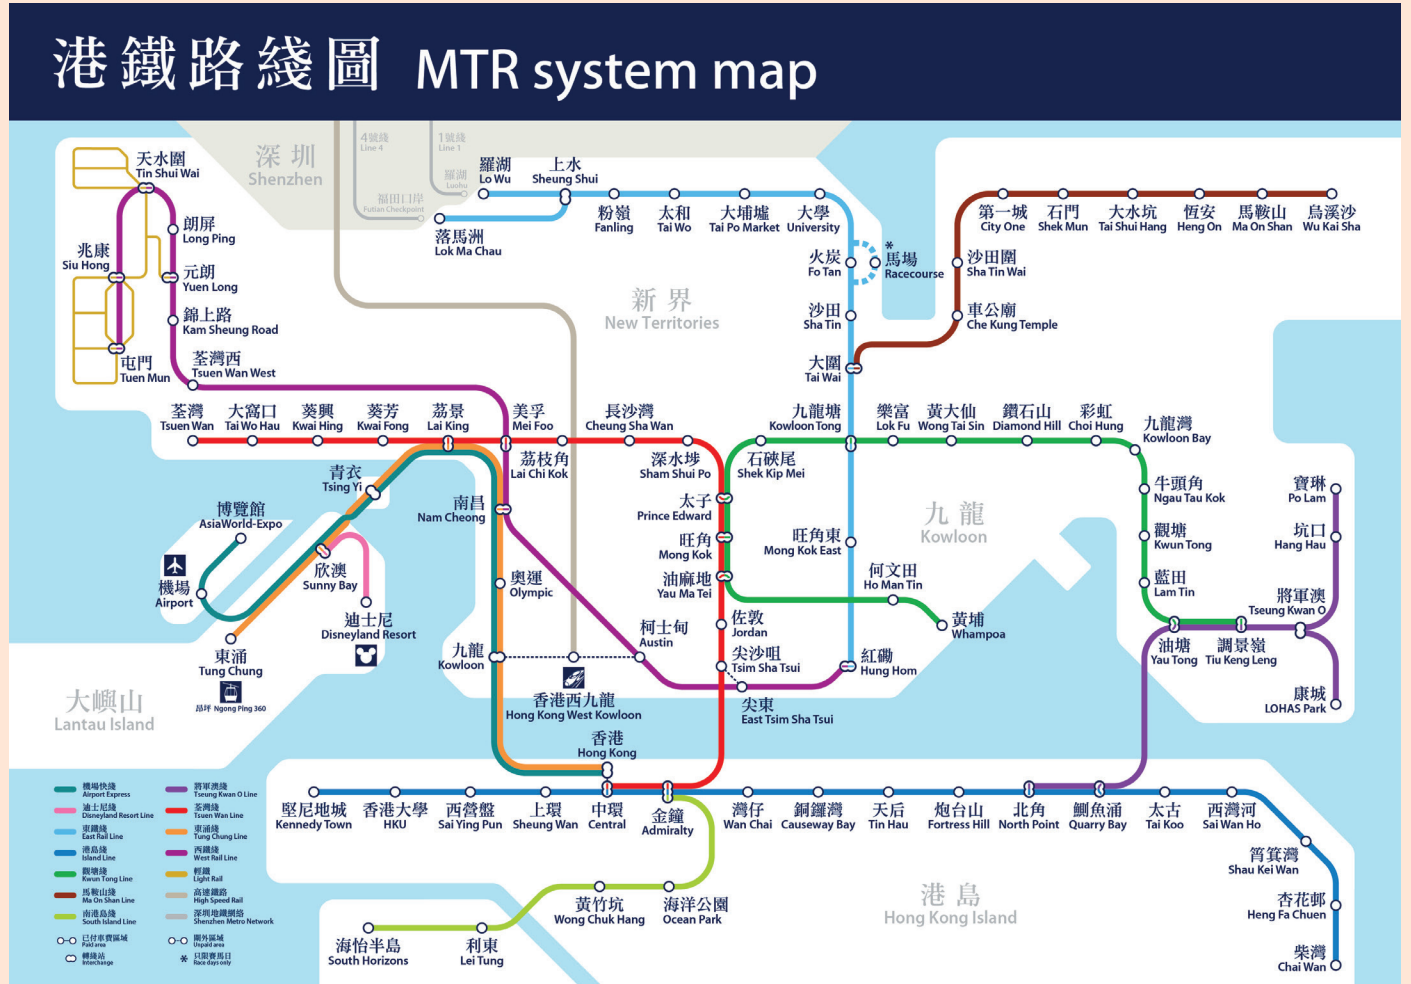 港鐵路綫圖 MTR system map
深圳
Shenzhen
4號綫
Line 4
1號綫
Line 1
羅湖
Luohu
福田口岸
Futian Checkpoint
天水圍
Tin Shui Wai
朗屏
Long Ping
兆康
Siu Hong
元朗
Yuen Long
錦上路
Kam Sheung Road
屯門
Tuen Mun
荃灣西
Tsuen Wan West
羅湖
Lo Wu
上水
Sheung Shui
落馬洲
Lok Ma Chau
粉嶺
Fanling
太和
Tai Wo
大埔墟
Tai Po Market
大學
University
火炭
Fo Tan
*
馬場
Racecourse
沙田
Sha Tin
大圍
Tai Wai
新界
New Territories
第一城
City One
石門
Shek Mun
大水坑
Tai Shui Hang
恆安
Heng On
馬鞍山
Ma On Shan
烏溪沙
Wu Kai Sha
沙田圍
Sha Tin Wai
車公廟
Che Kung Temple
荃灣
Tsuen Wan
大窩口
Tai Wo Hau
葵興
Kwai Hing
葵芳
Kwai Fong
荔景
Lai King
美孚
Mei Foo
荔枝角
Lai Chi Kok
長沙灣
Cheung Sha Wan
深水埗
Sham Shui Po
九龍塘
Kowloon Tong
石硤尾
Shek Kip Mei
樂富
Lok Fu
黃大仙
Wong Tai Sin
鑽石山
Diamond Hill
彩虹
Choi Hung
九龍灣
Kowloon Bay
牛頭角
Ngau Tau Kok
觀塘
Kwun Tong
藍田
Lam Tin
寶琳
Po Lam
坑口
Hang Hau
將軍澳
Tseung Kwan O
油塘
Yau Tong
調景嶺
Tiu Keng Leng
康城
LOHAS Park
青衣
Tsing Yi
博覽館
AsiaWorld-Expo
機場
Airport
欣澳
Sunny Bay
迪士尼
Disneyland Resort
東涌
Tung Chung
昂坪 Ngong Ping 360
大嶼山
Lantau Island
南昌
Nam Cheong
奧運
Olympic
九龍
Kowloon
香港西九龍
Hong Kong West Kowloon
柯士甸
Austin
太子
Prince Edward
旺角
Mong Kok
油麻地
Yau Ma Tei
佐敦
Jordan
尖沙咀
Tsim Sha Tsui
尖東
East Tsim Sha Tsui
旺角東
Mong Kok East
何文田
Ho Man Tin
黃埔
Whampoa
紅磡
Hung Hom
九龍
Kowloon
香港
Hong Kong
堅尼地城
Kennedy Town
香港大學
HKU
西營盤
Sai Ying Pun
上環
Sheung Wan
中環
Central
金鐘
Admiralty
灣仔
Wan Chai
銅鑼灣
Causeway Bay
天后
Tin Hau
炮台山
Fortress Hill
北角
North Point
鰂魚涌
Quarry Bay
太古
Tai Koo
西灣河
Sai Wan Ho
筲箕灣
Shau Kei Wan
杏花邨
Heng Fa Chuen
柴灣
Chai Wan
黃竹坑
Wong Chuk Hang
海洋公園
Ocean Park
海怡半島
South Horizons
利東
Lei Tung
港島
Hong Kong Island
機場快綫
Airport Express
迪士尼綫
Disneyland Resort Line
東鐵綫
East Rail Line
港島綫
Island Line
觀塘綫
Kwun Tong Line
馬鞍山綫
Ma On Shan Line
南港島綫
South Island Line
已付車費區域
Paid area
轉綫站
Interchange
將軍澳綫
Tseung Kwan O Line
荃灣綫
Tsuen Wan Line
東涌綫
Tung Chung Line
西鐵綫
West Rail Line
輕鐵
Light Rail
高速鐵路
High Speed Rail
深圳地鐵網絡
Shenzhen Metro Network
閘外區域
Unpaid area
* 只限賽馬日
Race days only